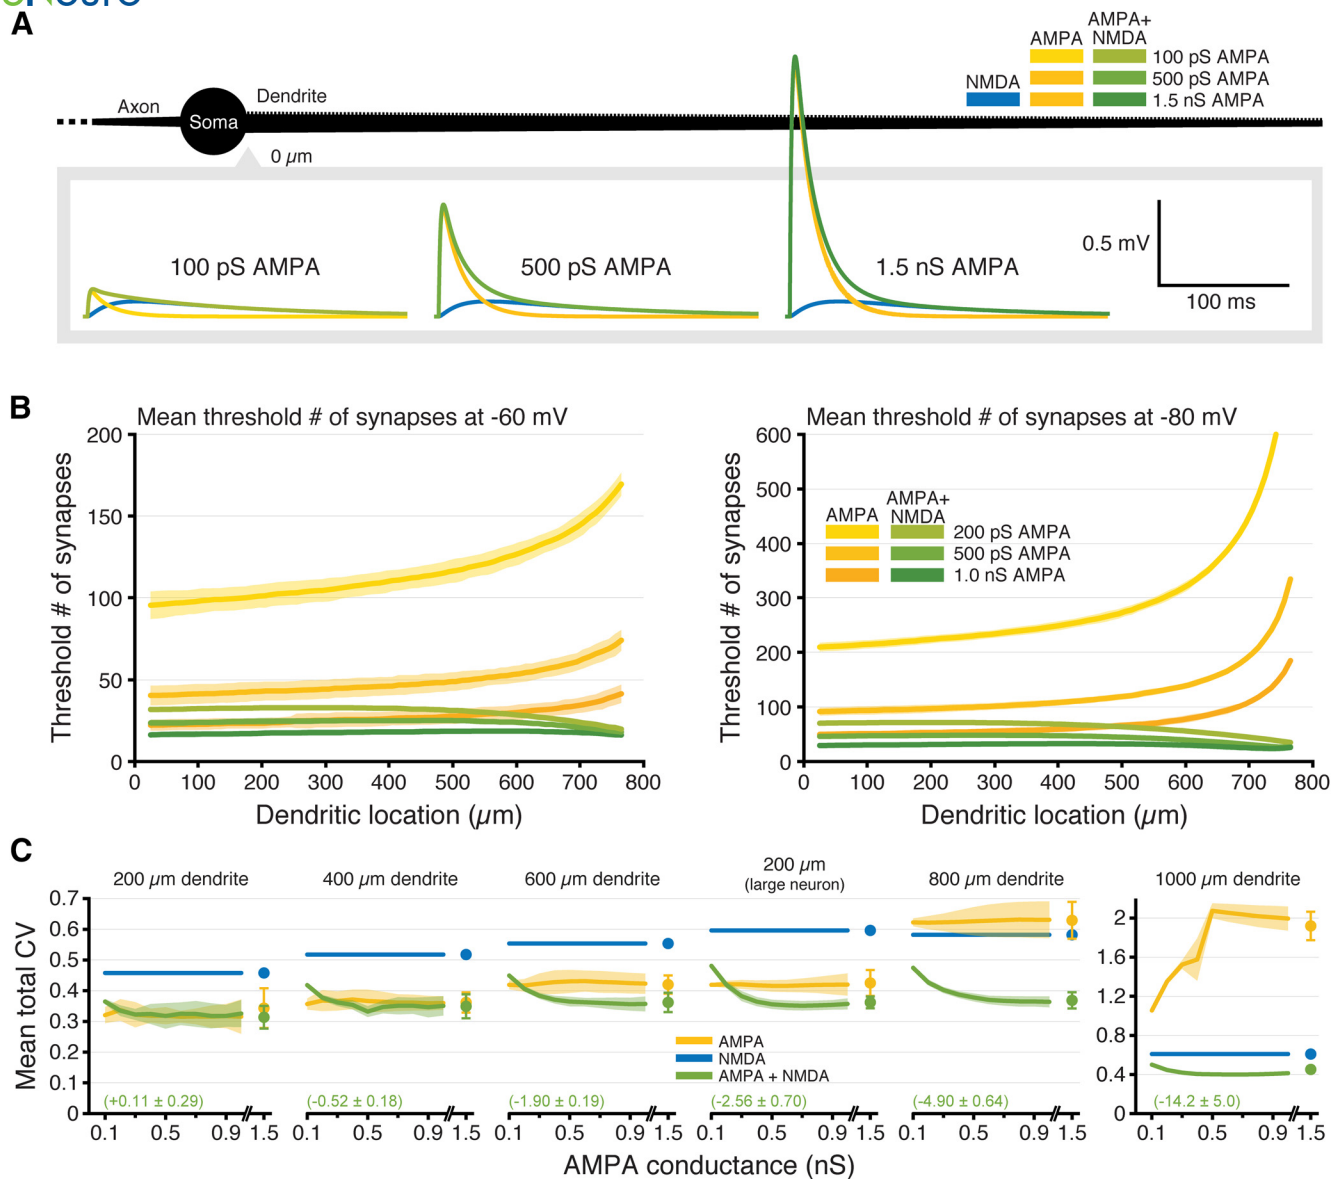 A
AMPA+
AMPA NMDA
100 pS AMPA
500 pS AMPA
NMDA
1.5 nS AMPA
Axon
Soma
Dendrite
0 µm
100 pS AMPA
500 pS AMPA
1.5 nS AMPA
0.5 mV
100 ms
B
Mean threshold # of synapses at -60 mV
Threshold # of synapses
200
150
100
50
0
0 100 200 300 400 500 600 700 800
Dendritic location (µm)
Mean threshold # of synapses at -80 mV
Threshold # of synapses
600
500
400
300
200
100
0
AMPA+
AMPA NMDA
200 pS AMPA
500 pS AMPA
1.0 nS AMPA
0 100 200 300 400 500 600 700 800
Dendritic location (µm)
C
Mean total CV
0.7
0.6
0.5
0.4
0.3
0.2
0.1
0
200 µm dendrite
(+0.11 ± 0.29)
0.1 0.5 0.9 1.5
400 µm dendrite
(-0.52 ± 0.18)
0.1 0.5 0.9 1.5
600 µm dendrite
(-1.90 ± 0.19)
0.1 0.5 0.9 1.5
200 µm
(large neuron)
AMPA
NMDA
AMPA + NMDA
(-2.56 ± 0.70)
0.1 0.5 0.9 1.5
800 µm dendrite
(-4.90 ± 0.64)
0.1 0.5 0.9 1.5
1000 µm dendrite
2
1.6
1.2
0.8
0.4
0
(-14.2 ± 5.0)
0.1 0.5 0.9 1.5
AMPA conductance (nS)